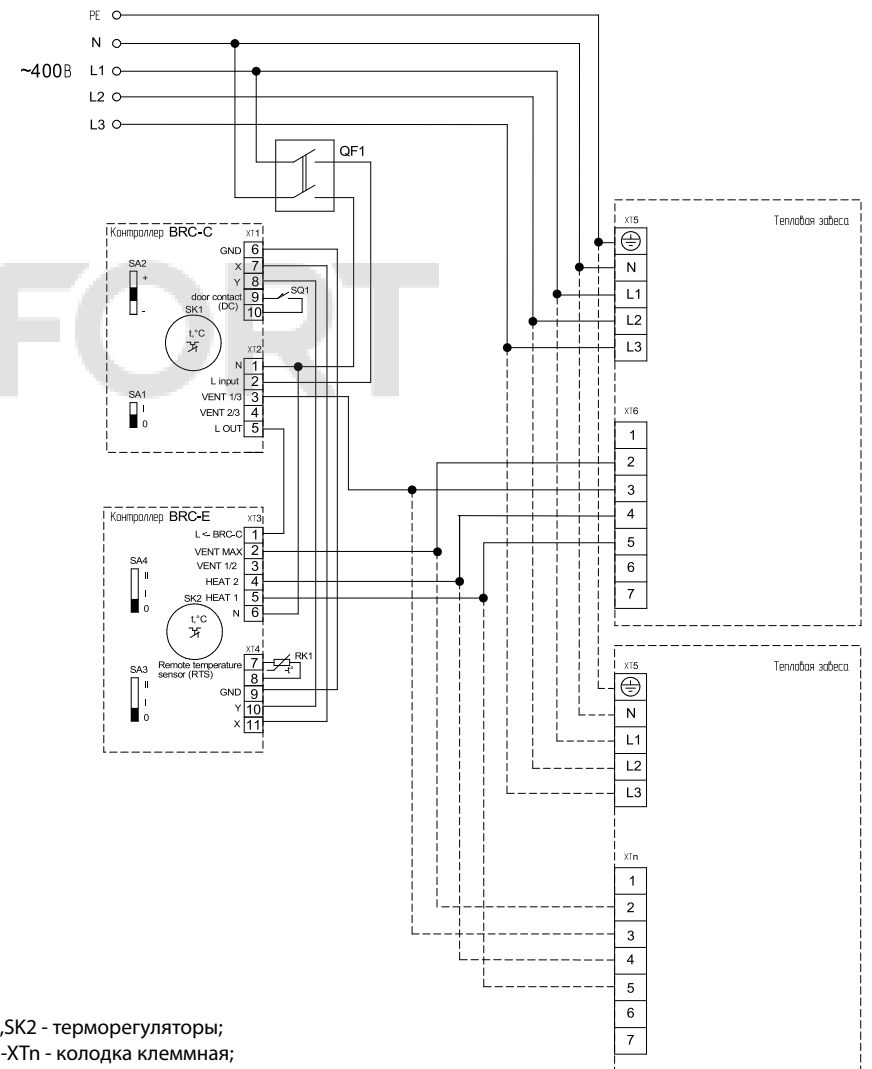 PE
N
~400В
L1
L2
L3
QF1
FORT
Контроллер BRC-C
XT1
SA2
+
-
GND 6
X 7
Y 8
door contact (DC) 9
10
SQ1
SK1
t,°C
XT2
N 1
L input 2
SA1
I
0
VENT 1/3 3
VENT 2/3 4
L OUT 5
Контроллер BRC-E
XT3
L <- BRC-C 1
VENT MAX 2
VENT 1/2 3
HEAT 2 4
HEAT 1 5
N 6
SA4
II
I
0
SK2
t,°C
XT4
Remote temperature
sensor (RTS)
7
8
RK1
t°
GND 9
Y 10
X 11
SA3
II
I
0
XT5
Тепловая завеса
N
L1
L2
L3
XT6
1
2
3
4
5
6
7
XT5
Тепловая завеса
N
L1
L2
L3
XTn
1
2
3
4
5
6
7
,SK2 - терморегуляторы;
-XTn - колодка клеммная;